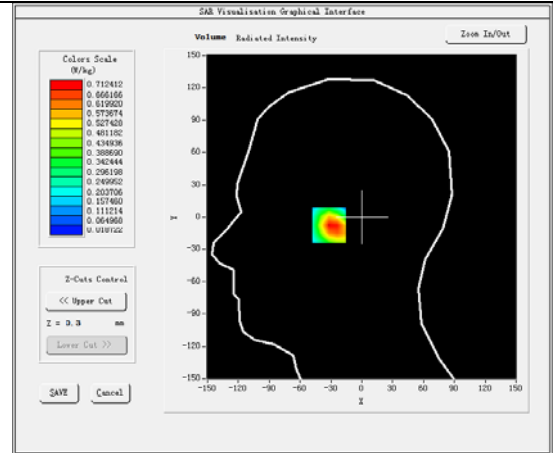 SAR Visualisation Graphical Interface
Volume Radiated Intensity
Zoom In/Out
Colors Scale
(W/kg)
0.712412
0.666166
0.619920
0.573674
0.527428
0.481182
0.434936
0.388690
0.342444
0.296198
0.249952
0.203706
0.157460
0.111214
0.064968
0.018722
150
120
90
60
30
0
-30
-60
-90
-120
-150
Y
-150 -120 -90 -60 -30 0 30 60 90 120 150
X
Z-Cuts Control
<< Upper Cut
Z = 3.3 mm
Lower Cut >>
SAVE Cancel